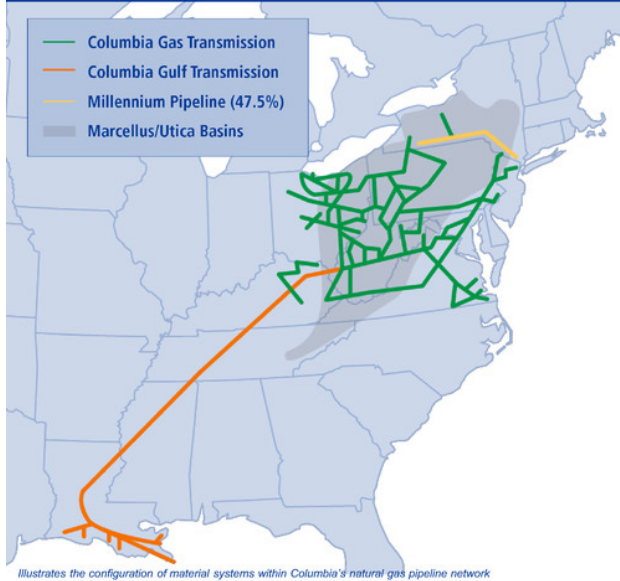 Columbia Gas Transmission
Columbia Gulf Transmission
Millennium Pipeline (47.5%)
Marcellus/Utica Basins
Illustrates the configuration of material systems within Columbia's natural gas pipeline network